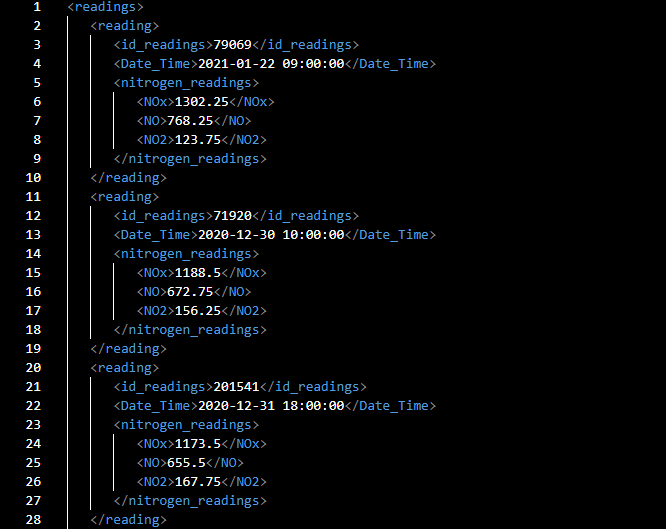 1 <readings>
2 <reading>
3 <id_readings>79069</id_readings>
4 <Date_Time>2021-01-22 09:00:00</Date_Time>
5 <nitrogen_readings>
6 <NOx>1302.25</NOx>
7 <NO>768.25</NO>
8 <NO2>123.75</NO2>
9 </nitrogen_readings>
10 </reading>
11 <reading>
12 <id_readings>71920</id_readings>
13 <Date_Time>2020-12-30 10:00:00</Date_Time>
14 <nitrogen_readings>
15 <NOx>1188.5</NOx>
16 <NO>672.75</NO>
17 <NO2>156.25</NO2>
18 </nitrogen_readings>
19 </reading>
20 <reading>
21 <id_readings>201541</id_readings>
22 <Date_Time>2020-12-31 18:00:00</Date_Time>
23 <nitrogen_readings>
24 <NOx>1173.5</NOx>
25 <NO>655.5</NO>
26 <NO2>167.75</NO2>
27 </nitrogen_readings>
28 </reading>